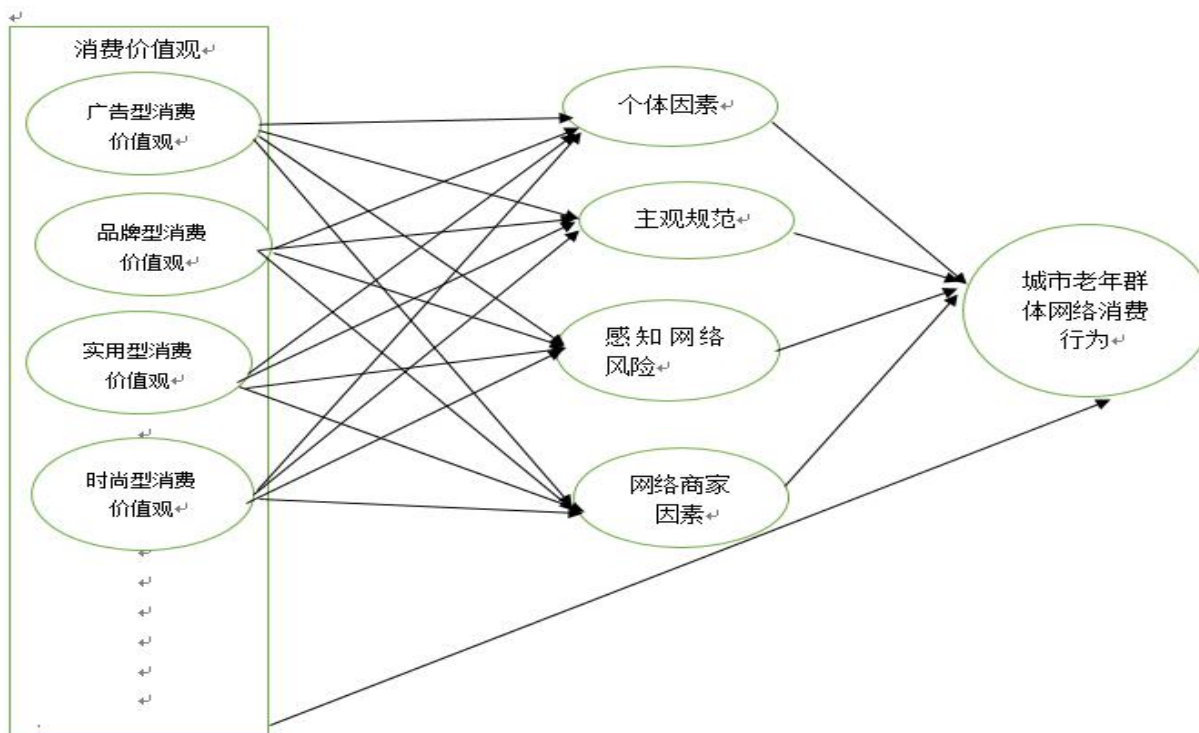 消费价值观
广告型消费
价值观
品牌型消费
价值观
实用型消费
价值观
时尚型消费
价值观
个体因素
主观规范
感知网络
风险
网络商家
因素
城市老年群
体网络消费
行为